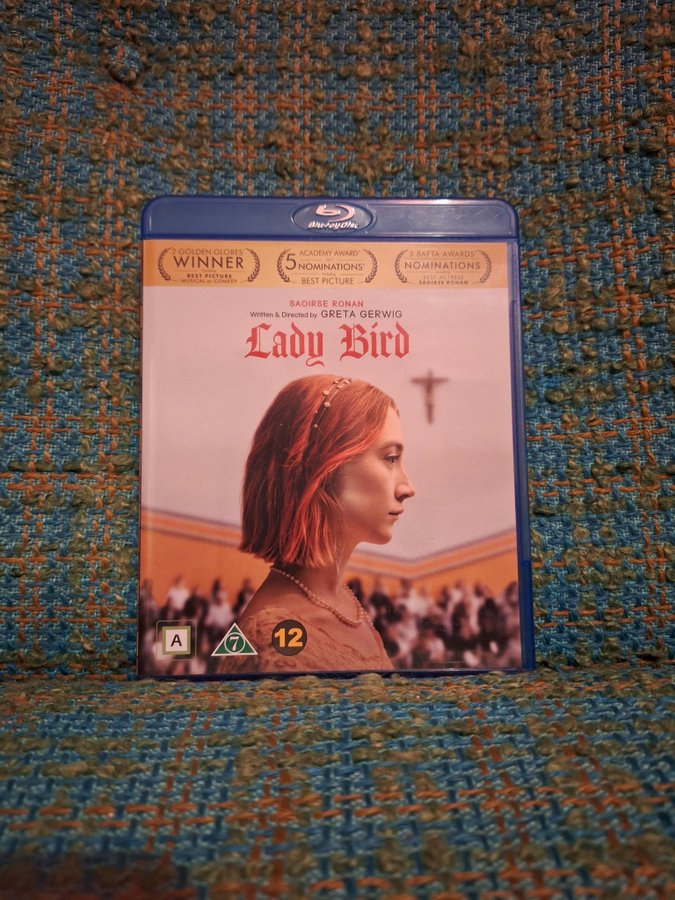 Blu-ray Disc
2 GOLDEN GLOBES'
WINNER
BEST PICTURE
MUSICAL or COMEDY
5 ACADEMY AWARD
NOMINATIONS'
BEST PICTURE
3 BAFTA AWARDS'
NOMINATIONS
BEST ACTRESS
SAOIRSE RONAN
SAOIRSE RONAN
Written & Directed by GRETA GERWIG
Lady Bird
A
7
12